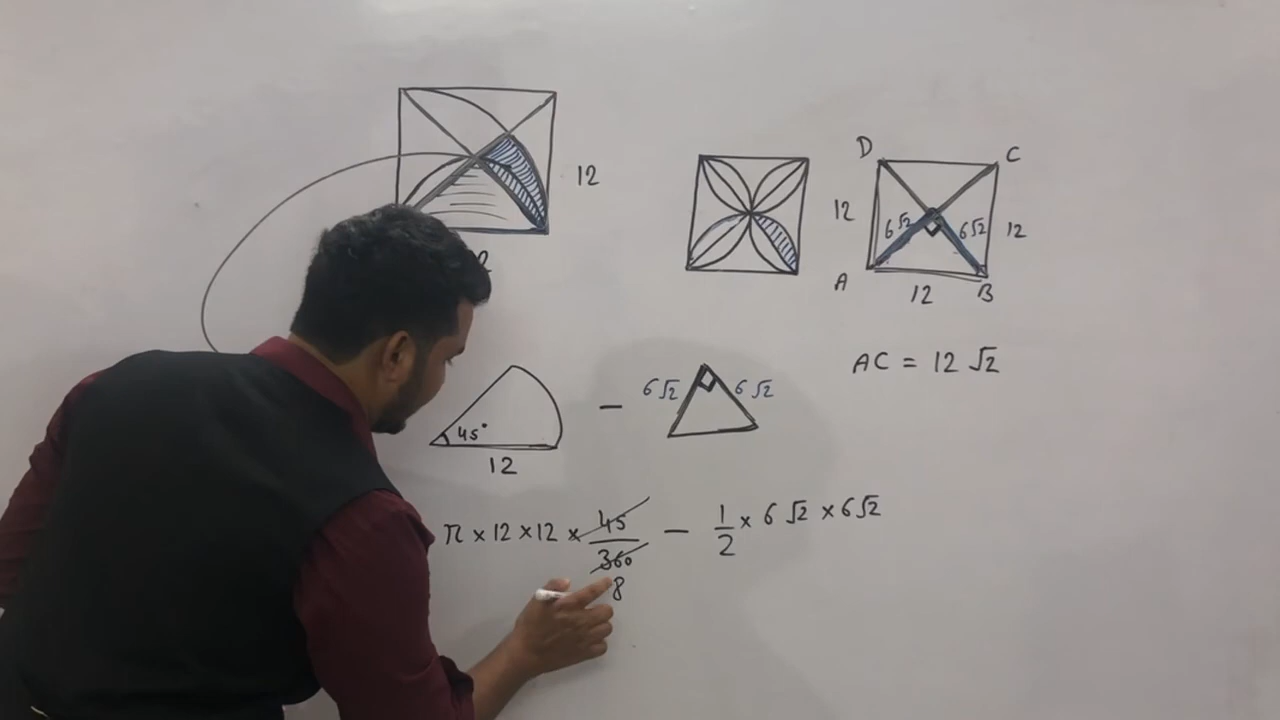 12
D C
12 6√2 6√2 12
A 12 B
AC = 12√2
45° 12 − 6√2 6√2
π × 12 × 12 × 45/360 − 1/2 × 6√2 × 6√2
8